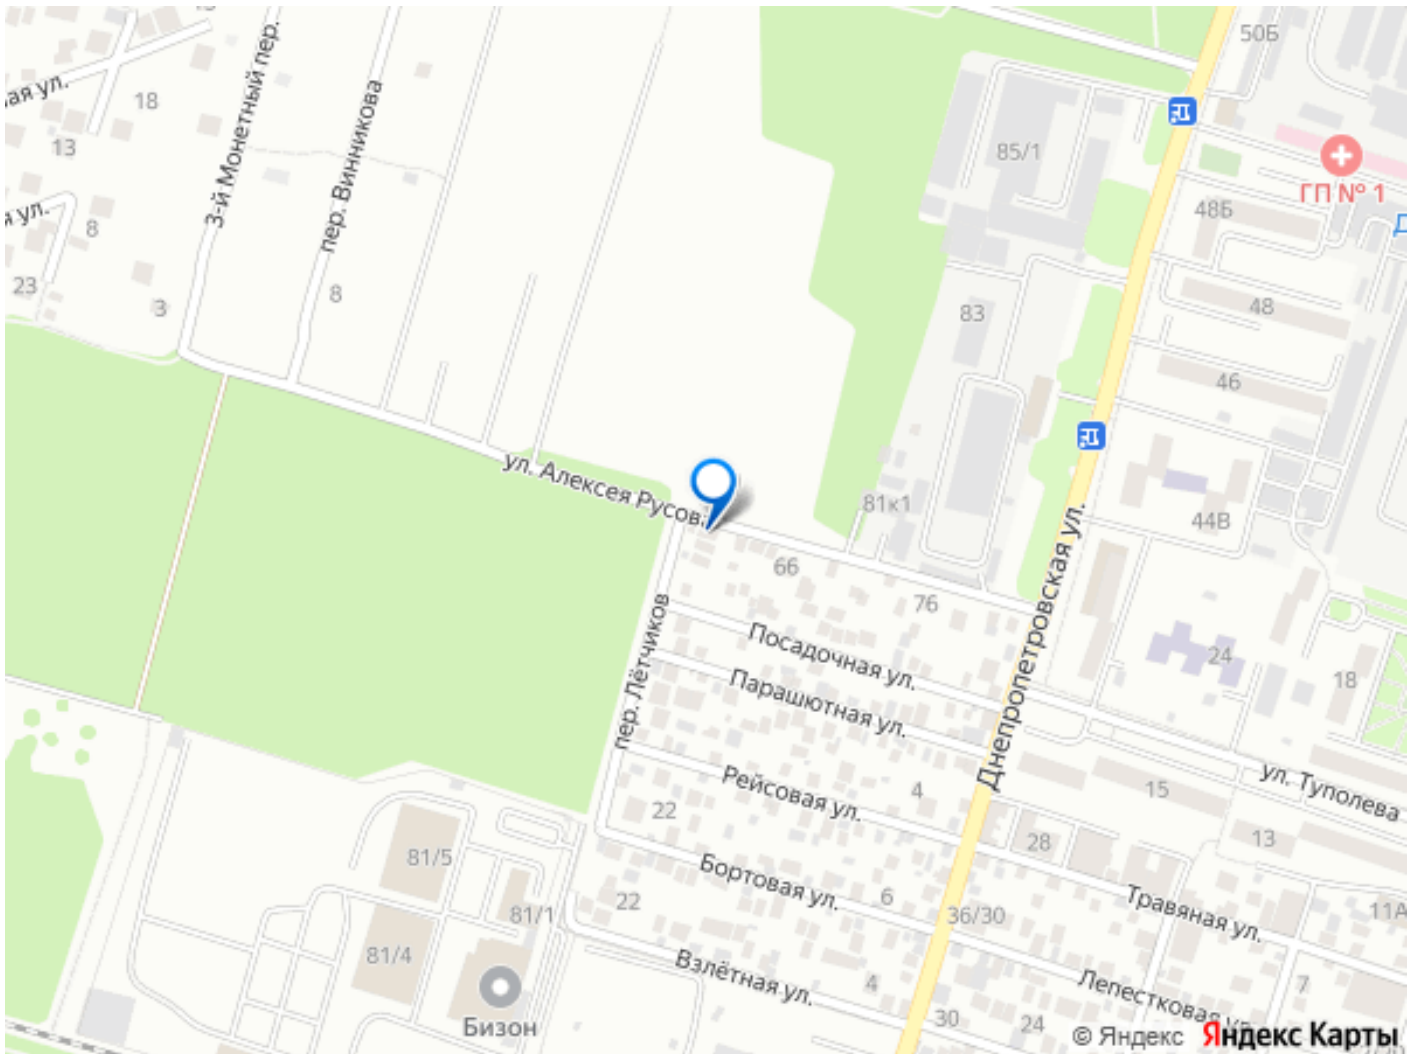 50Б
3-й Монетный пер.
ая ул.
18
пер. Винникова
13
85/1
ГП № 1
48Б
Д
я ул.
8
23
3
8
83
48
46
ул. Алексея Русова
81к1
44В
66
76
Днепропетровская ул.
пер. Лётчиков
Посадочная ул.
24
18
Парашютная ул.
Рейсовая ул.
4
15
ул. Туполева
22
28
13
81/5
Бортовая ул.
6
Травяная ул.
11А
22
81/1
36/30
81/4
Взлётная ул.
4
Лепестковая ул.
7
Бизон
30
24
© Яндекс Яндекс Карты